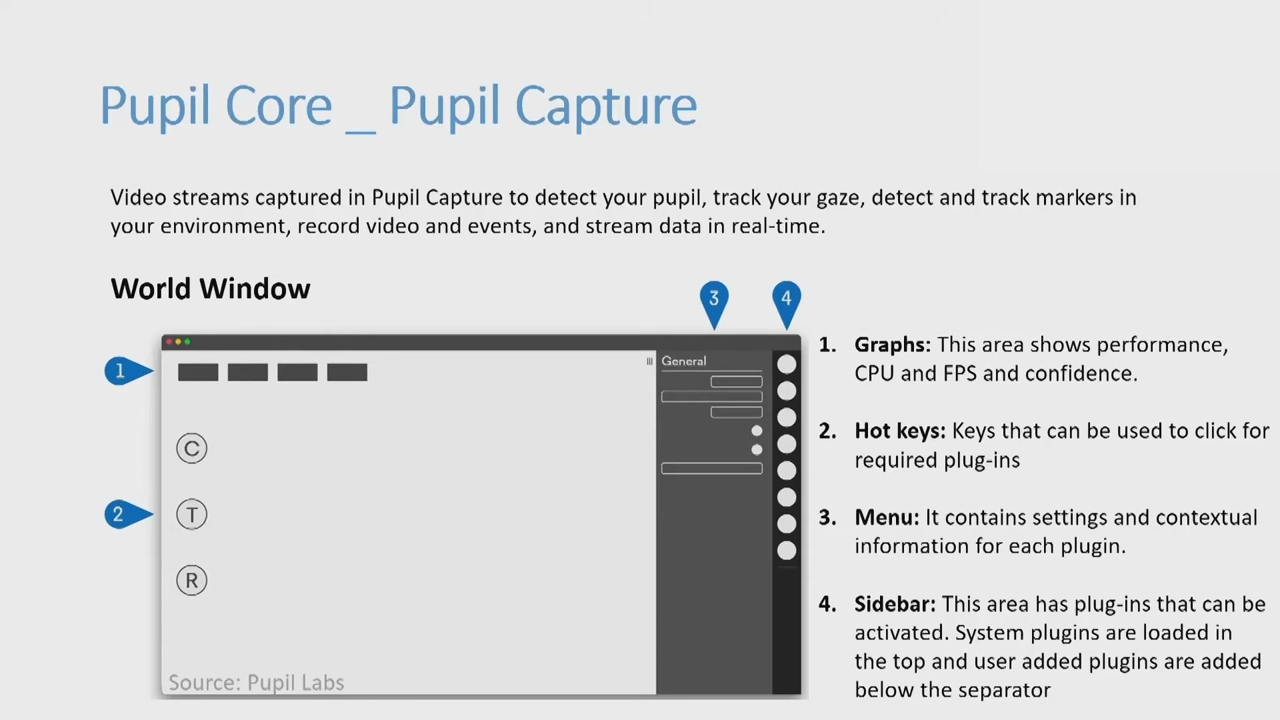 Pupil Core _ Pupil Capture
Video streams captured in Pupil Capture to detect your pupil, track your gaze, detect and track markers in
your environment, record video and events, and stream data in real-time.
World Window
3
4
1
General
C
2
T
R
Source: Pupil Labs
1. Graphs: This area shows performance,
CPU and FPS and confidence.
2. Hot keys: Keys that can be used to click for
required plug-ins
3. Menu: It contains settings and contextual
information for each plugin.
4. Sidebar: This area has plug-ins that can be
activated. System plugins are loaded in
the top and user added plugins are added
below the separator